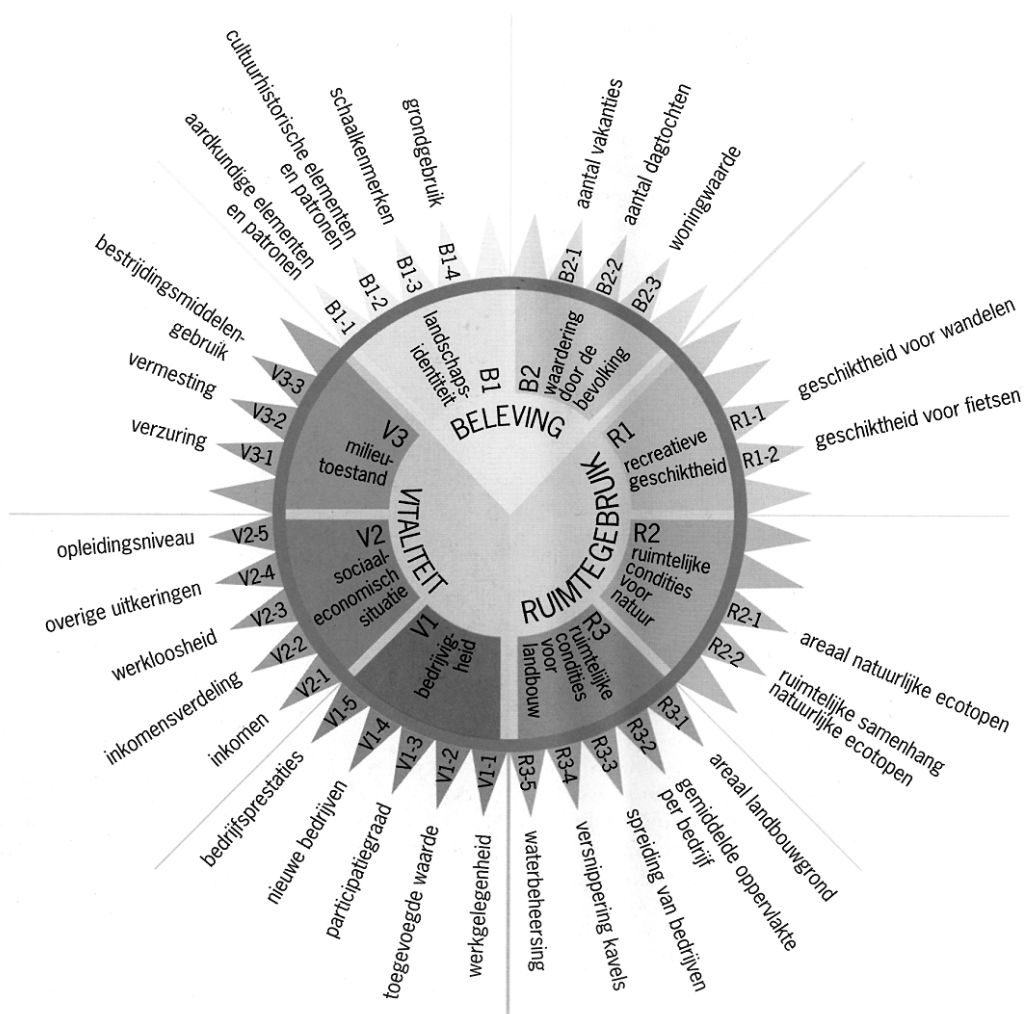 cultuurhistorische elementen
en patronen
aardkundige elementen
en patronen
schaalkenmerken
grondgebruik
aantal vakanties
aantal dagtochten
woningwaarde
bestrijdingsmiddelen-
gebruik
vermesting
verzuring
B1-1
B1-2
B1-3
B1-4
B2-1
B2-2
B2-3
geschiktheid voor wandelen
geschiktheid voor fietsen
R1-1
R1-2
V3-3
V3-2
V3-1
landschaps-
identiteit
B1
B2
waardering
door de
bevolking
BELEVING
V3
milieu-
toestand
R1
recreatieve
geschiktheid
VITALITEIT
RUIMTEGEBRUIK
V2
sociaal-
economisch
situatie
R2
ruimtelijke
condities
voor
natuur
V1
bedrijvig-
heid
R3
ruimtelijke
condities
voor
landbouw
V2-5
V2-4
V2-3
V2-2
V2-1
opleidingsniveau
overige uitkeringen
werkloosheid
inkomensverdeling
inkomen
R2-1
R2-2
areaal natuurlijke ecotopen
ruimtelijke samenhang
natuurlijke ecotopen
V1-5
V1-4
V1-3
V1-2
V1-1
R3-5
R3-4
R3-3
R3-2
R3-1
bedrijfsprestaties
nieuwe bedrijven
participatiegraad
toegevoegde waarde
werkgelegenheid
waterbeheersing
versnippering kavels
spreiding van bedrijven
gemiddelde oppervlakte
per bedrijf
areaal landbouwgrond